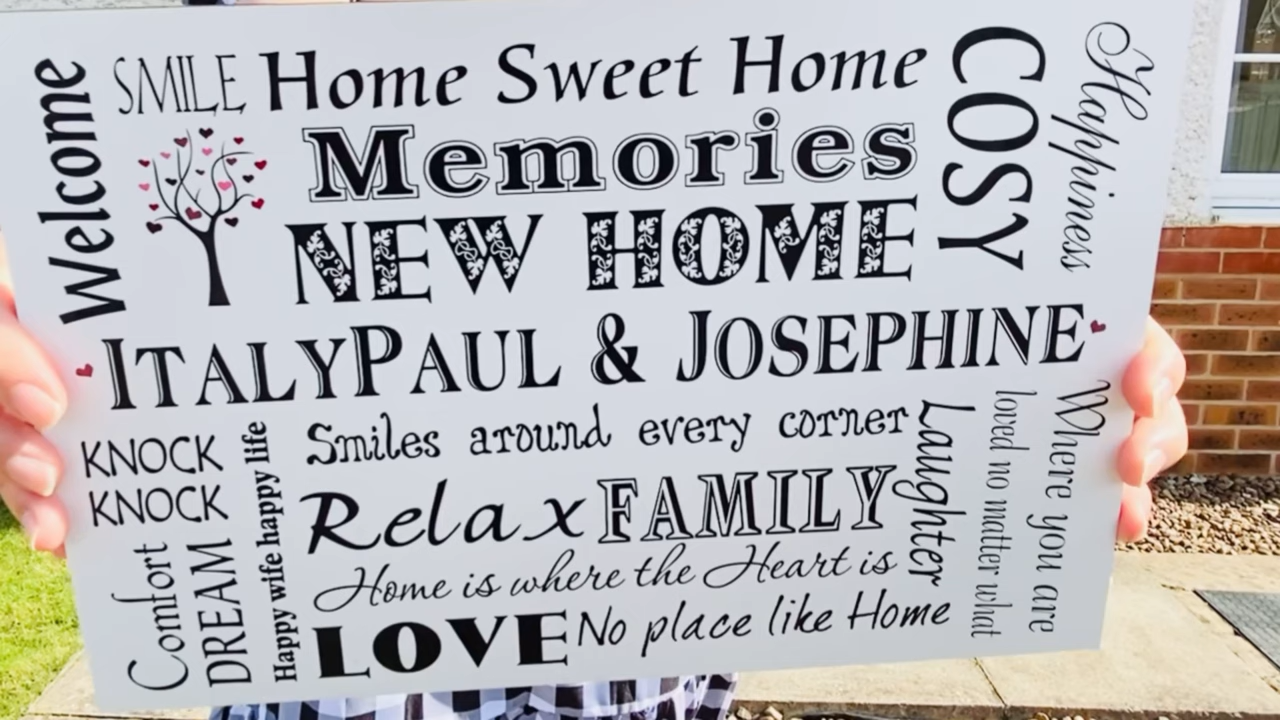 Welcome
SMILE
Home Sweet Home
COSY
Happiness
Memories
NEW HOME
ITALYPAUL & JOSEPHINE
KNOCK
KNOCK
Comfort
DREAM
Happy wife happy life
Smiles around every corner
Relax FAMILY
Home is where the Heart is
LOVE No place like Home
Laughter
Where you are
loved no matter what